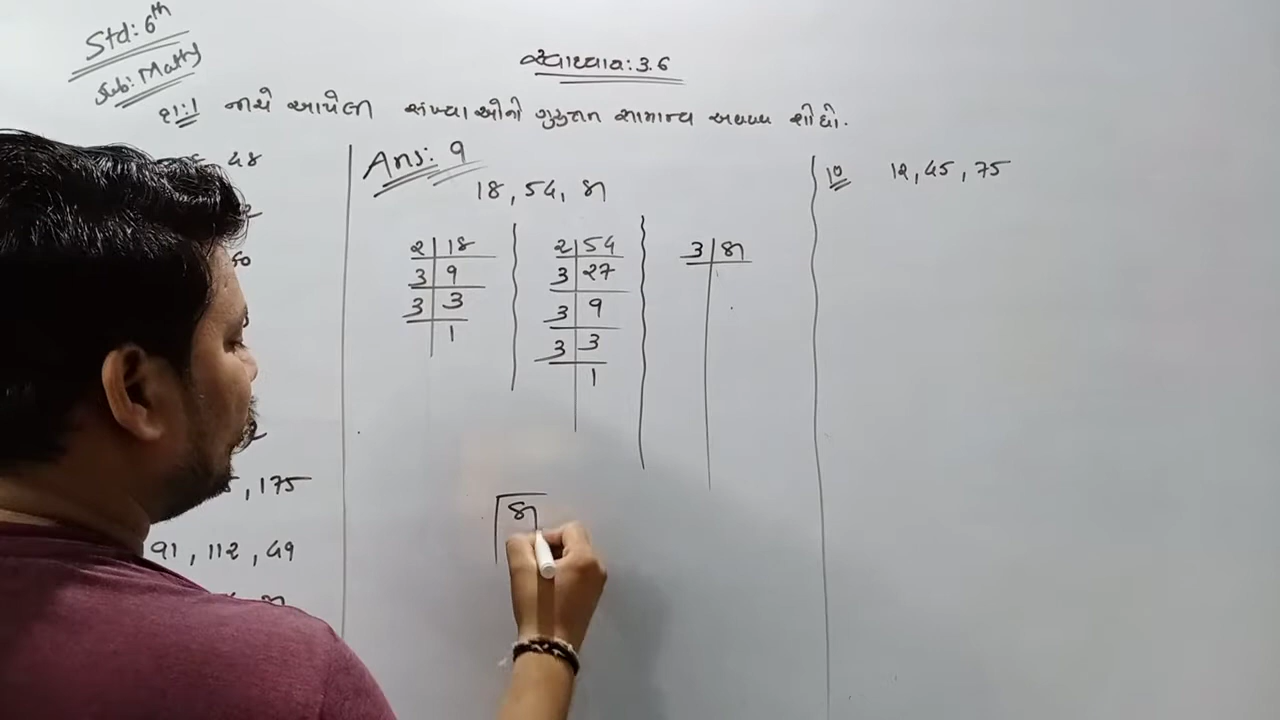 Std: 6th
Sub: Maths
સ્વાધ્યાય: 3.6
પ્ર:1 નીચે આપેલી સંખ્યાઓનો ગુરુત્તમ સામાન્ય અવયવ શોધો.
, 48
, 175
91, 112, 49
Ans: 9
18, 54, 81
2 18
3 9
3 3
1
2 54
3 27
3 9
3 3
1
3 81
81
10 12, 45, 75